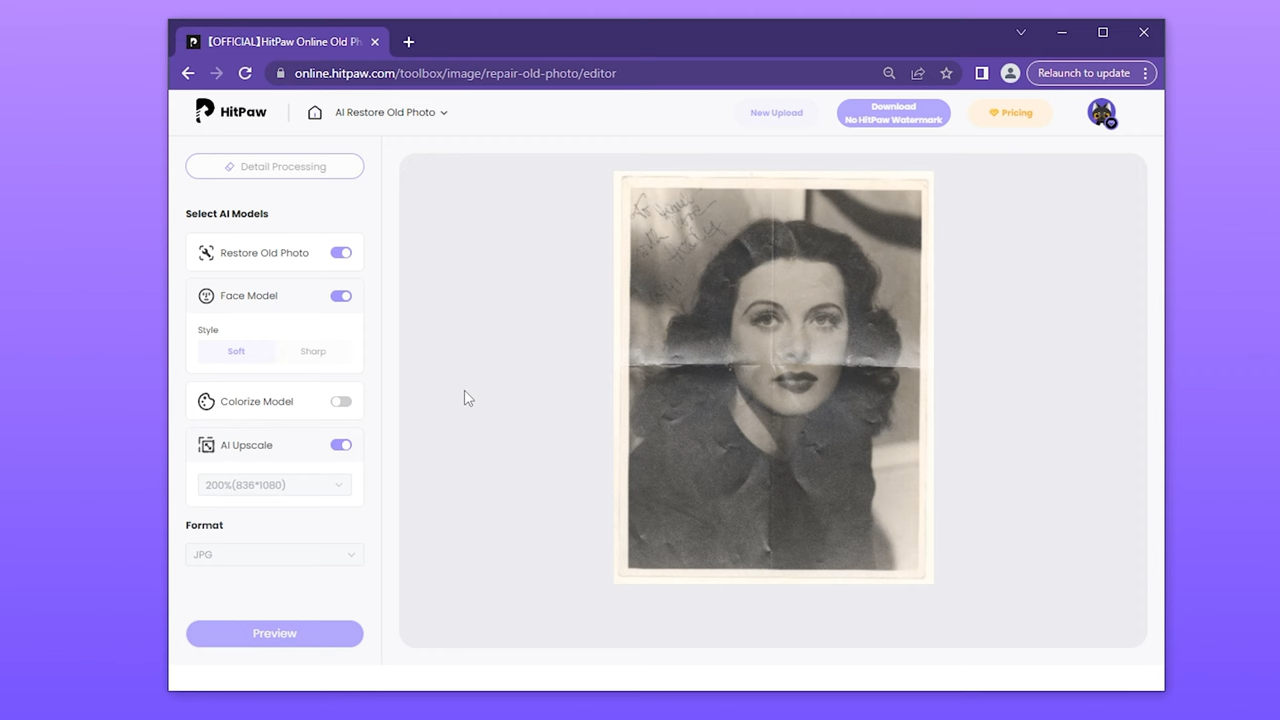 【OFFICIAL】HitPaw Online Old Ph
online.hitpaw.com/toolbox/image/repair-old-photo/editor
Relaunch to update
HitPaw
AI Restore Old Photo
New Upload
Download
No HitPaw Watermark
Pricing
Detail Processing
Select AI Models
Restore Old Photo
Face Model
Style
Soft
Sharp
Colorize Model
AI Upscale
200%(836*1080)
Format
JPG
Preview